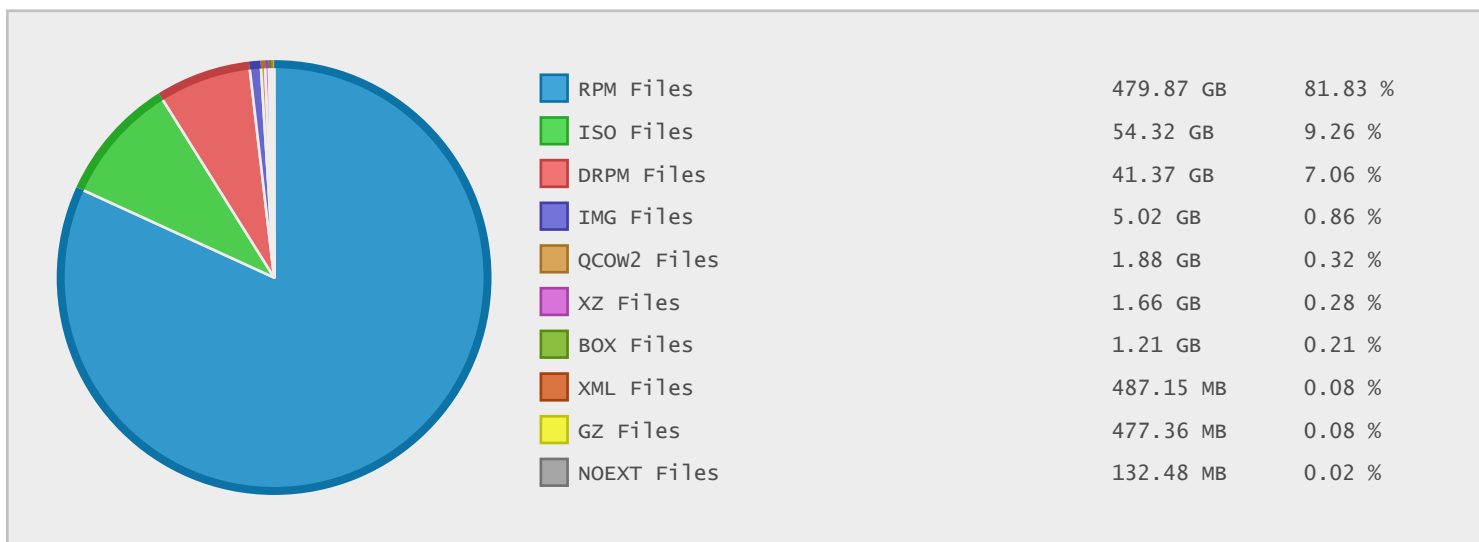 RPM Files 479.87 GB 81.83 %
ISO Files 54.32 GB 9.26 %
DRPM Files 41.37 GB 7.06 %
IMG Files 5.02 GB 0.86 %
QCOW2 Files 1.88 GB 0.32 %
XZ Files 1.66 GB 0.28 %
BOX Files 1.21 GB 0.21 %
XML Files 487.15 MB 0.08 %
GZ Files 477.36 MB 0.08 %
NOEXT Files 132.48 MB 0.02 %